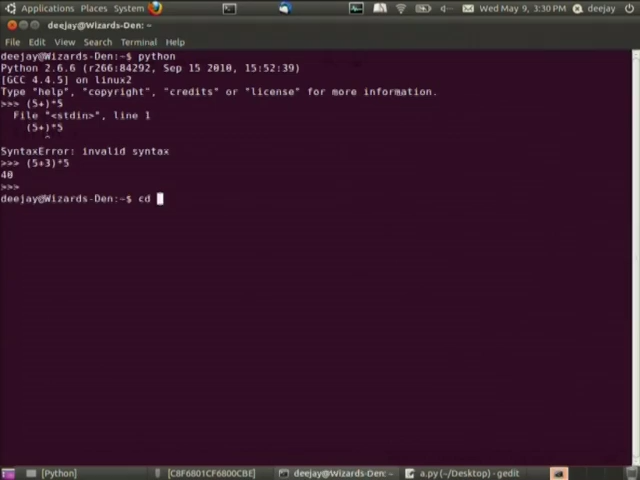 Applications Places System Wed May 9, 3:30 PM deejay
deejay@Wizards-Den: ~
File Edit View Search Terminal Help
deejay@Wizards-Den:~$ python
Python 2.6.6 (r266:84292, Sep 15 2010, 15:52:39)
[GCC 4.4.5] on linux2
Type "help", "copyright", "credits" or "license" for more information.
>>> (5+)*5
File "<stdin>", line 1
(5+)*5
^
SyntaxError: invalid syntax
>>> (5+3)*5
40
>>>
deejay@Wizards-Den:~$ cd
[Python] [C8F6801CF6800CBE] deejay@Wizards-Den: ~ a.py (~/Desktop) - gedit